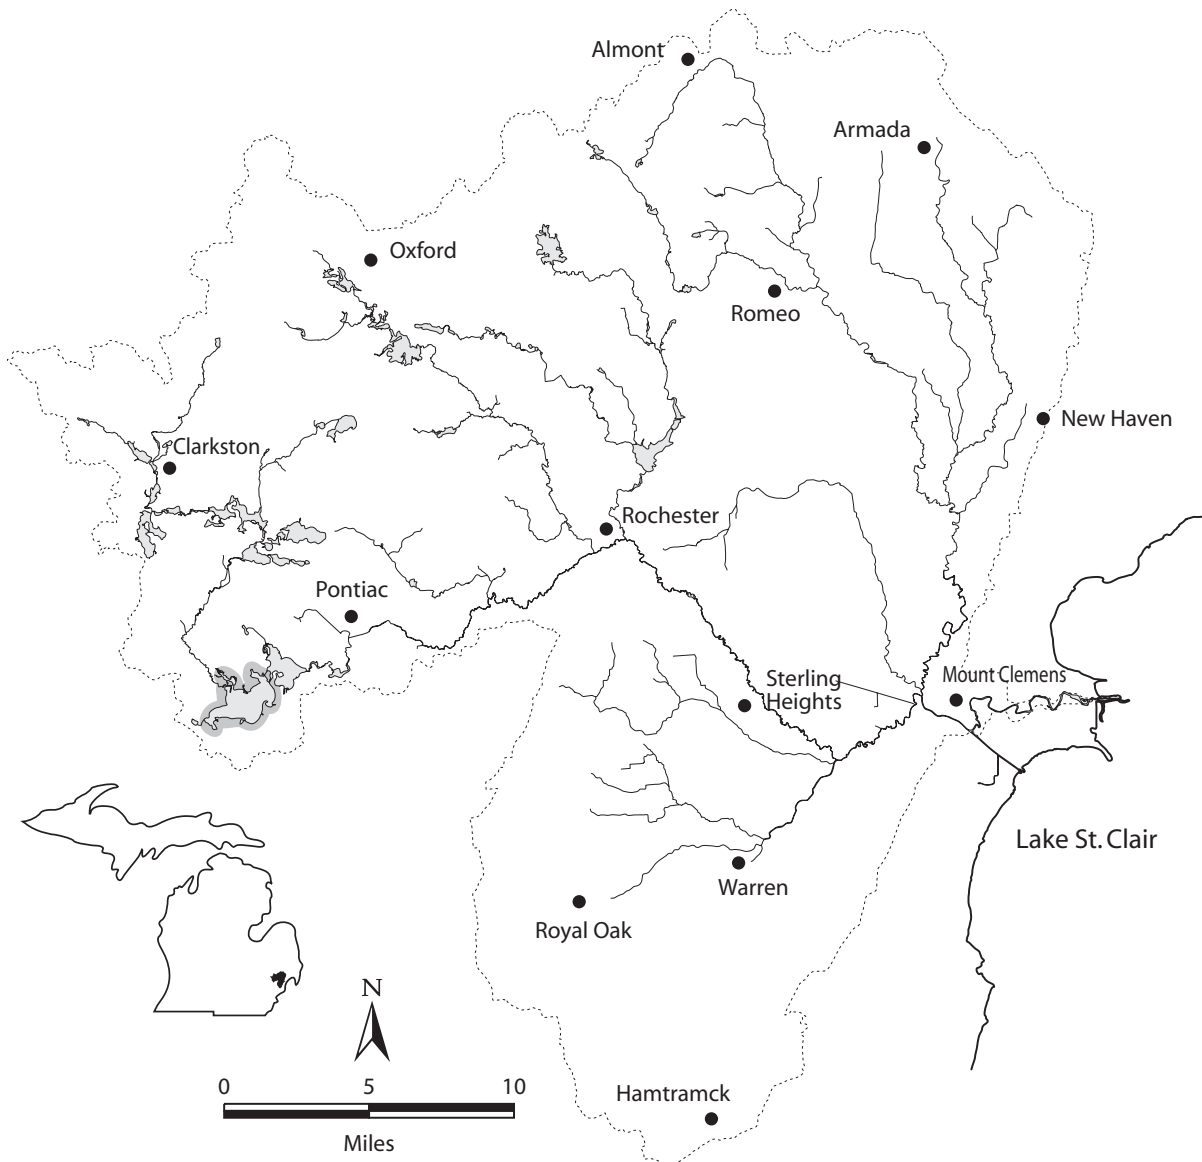 Almont
Armada
Oxford
Romeo
New Haven
Clarkston
Rochester
Pontiac
Sterling
Heights
Mount Clemens
Lake St. Clair
Warren
Royal Oak
N
0 5 10
Miles
Hamtramck